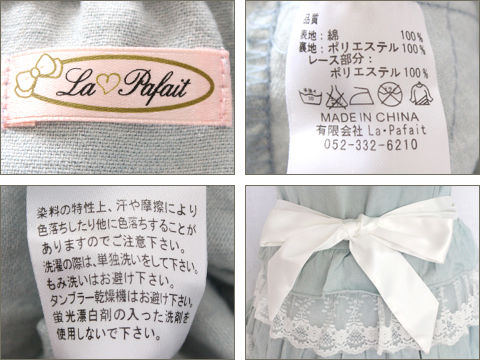 La♡Pafait
品質
表地：綿 100％
裏地：ポリエステル100％
レース部分：
ポリエステル 100％
MADE IN CHINA
有限会社 La・Pafait
052-332-6210
染料の特性上、汗や摩擦により
色落ちしたり他に色落ちすることが
ありますのでご注意下さい。
洗濯の際は、単独洗いをして下さい。
もみ洗いはお避け下さい。
タンブラー乾燥機はお避け下さい。
蛍光漂白剤の入った洗剤を
使用しないで下さい。